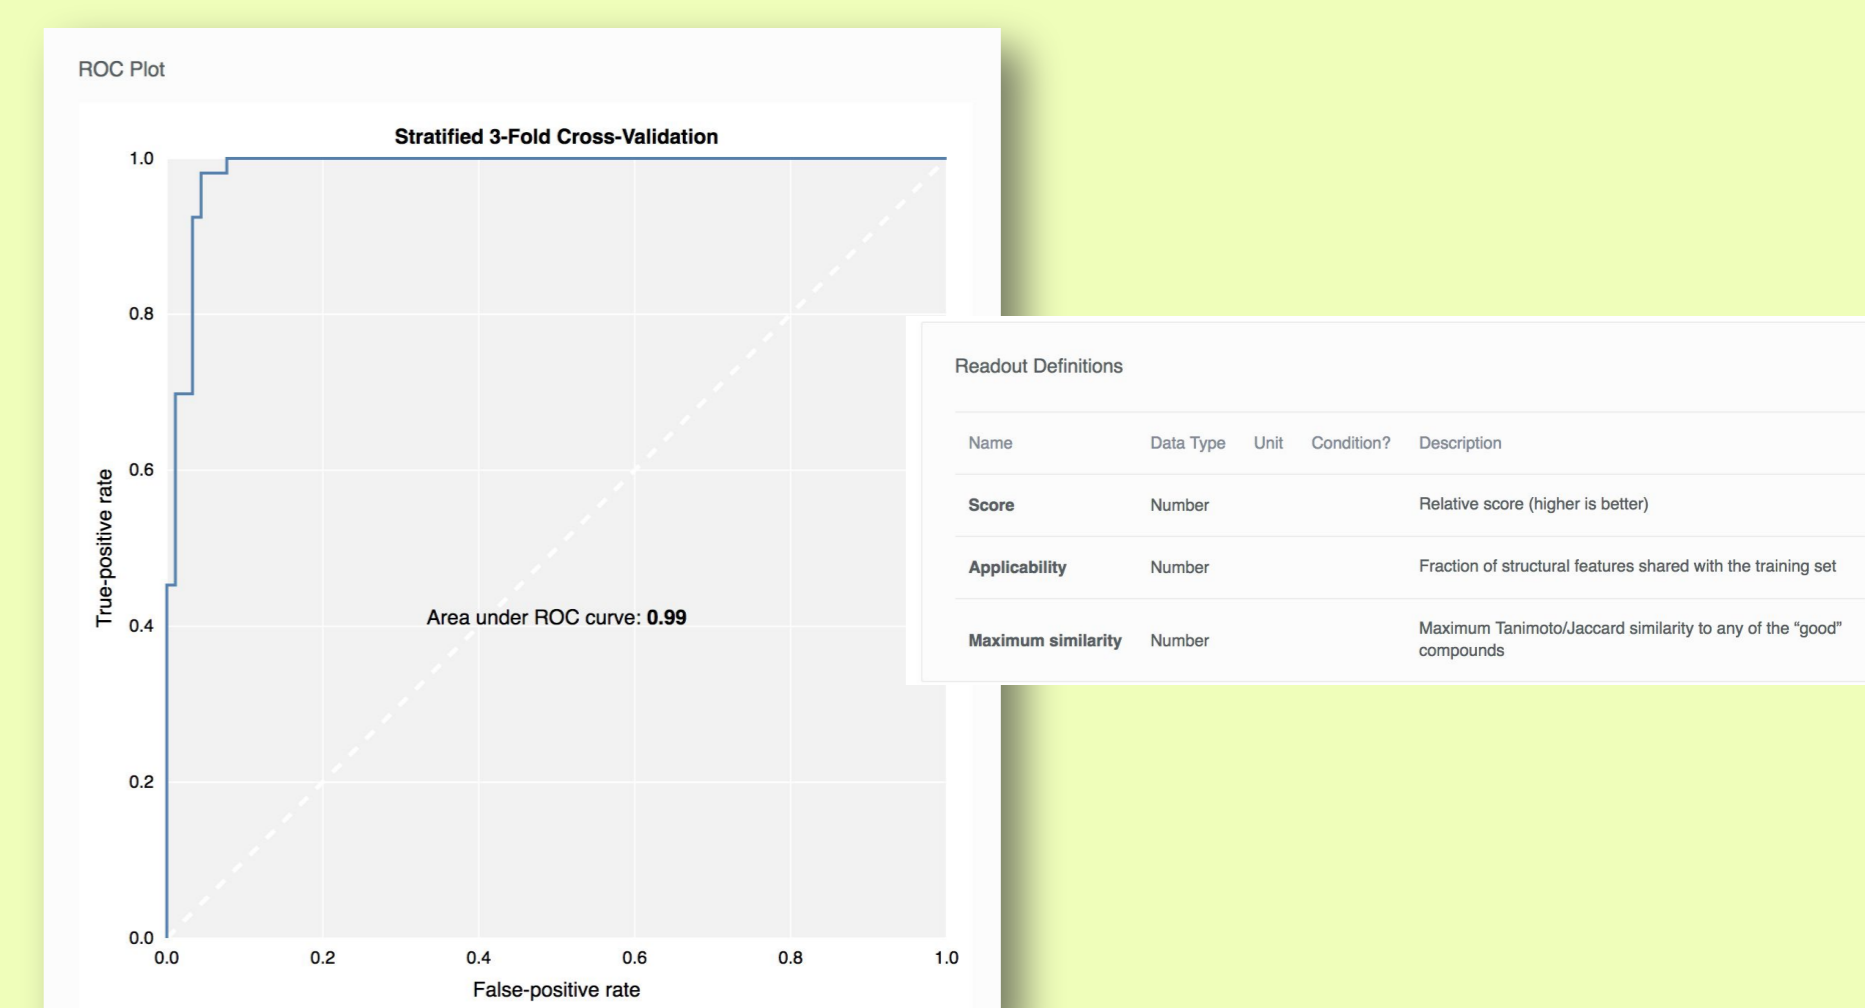 ROC Plot
Stratified 3-Fold Cross-Validation
1.0
0.8
0.6
0.4
0.2
0.0
True-positive rate
Area under ROC curve: 0.99
0.0 0.2 0.4 0.6 0.8 1.0
False-positive rate
Readout Definitions
Name Data Type Unit Condition? Description
Score Number Relative score (higher is better)
Applicability Number Fraction of structural features shared with the training set
Maximum similarity Number Maximum Tanimoto/Jaccard similarity to any of the “good”
compounds